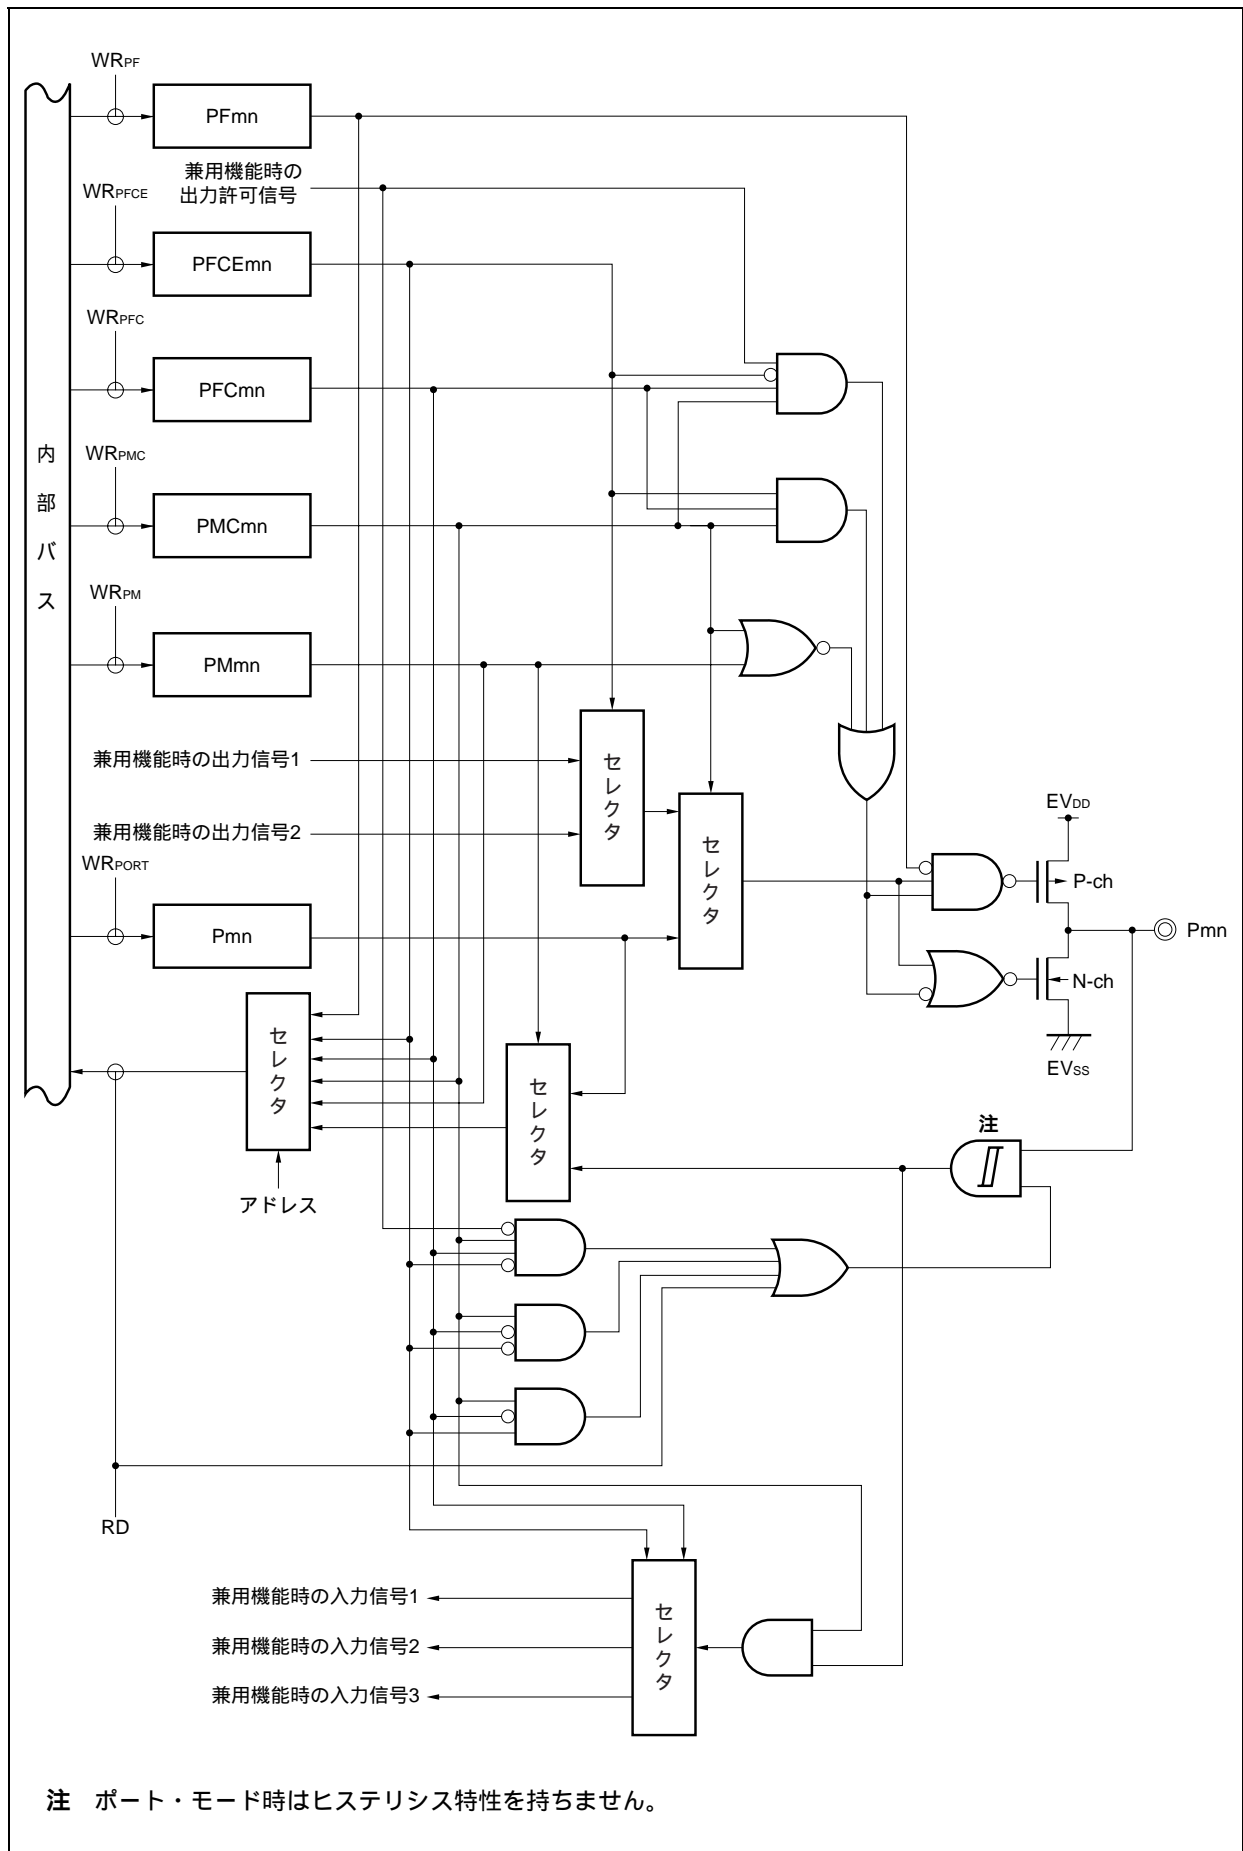 WRPF
PFmn
兼用機能時の
出力許可信号
WRPFCE
PFCEmn
WRPFC
PFCmn
内部バス
WRPMC
PMCmn
WRPM
PMmn
兼用機能時の出力信号1
セレクタ
兼用機能時の出力信号2
セレクタ
WRPORT
Pmn
EVDD
P-ch
Pmn
N-ch
EVSS
セレクタ
セレクタ
アドレス
注
RD
兼用機能時の入力信号1
兼用機能時の入力信号2
兼用機能時の入力信号3
セレクタ
注 ポート・モード時はヒステリシス特性を持ちません。